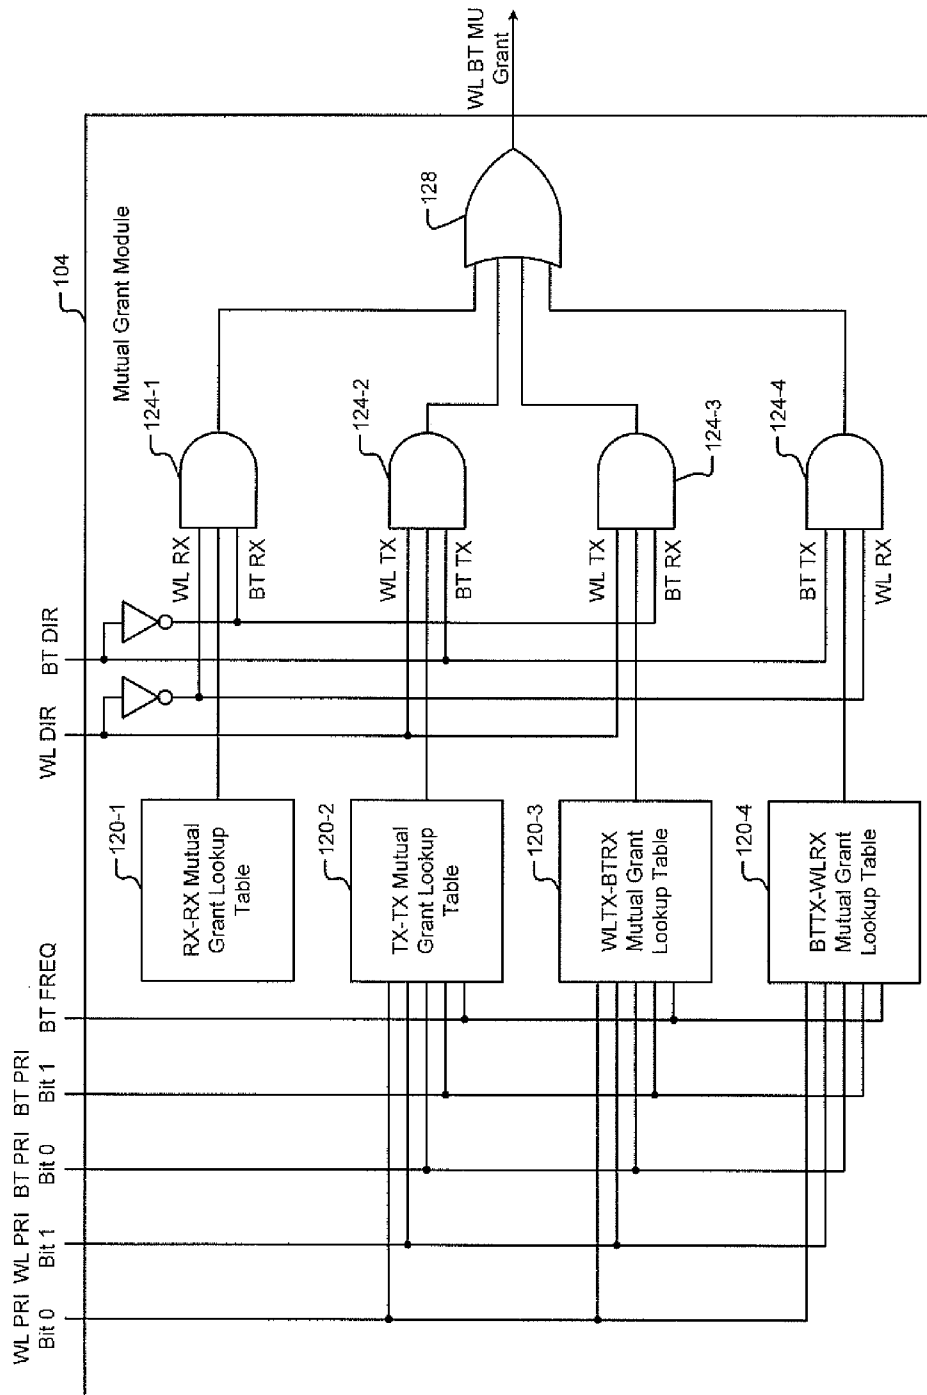 WL PRI
Bit 0
WL PRI
Bit 1
BT PRI
Bit 0
BT PRI
Bit 1
BT FREQ
WL DIR
BT DIR
104
Mutual Grant Module
120-1
RX-RX Mutual
Grant Lookup
Table
WL RX
BT RX
124-1
120-2
TX-TX Mutual
Grant Lookup
Table
WL TX
BT TX
124-2
120-3
WLTX-BTRX
Mutual Grant
Lookup Table
WL TX
BT RX
124-3
120-4
BTTX-WLRX
Mutual Grant
Lookup Table
BT TX
WL RX
124-4
128
WL BT MU
Grant